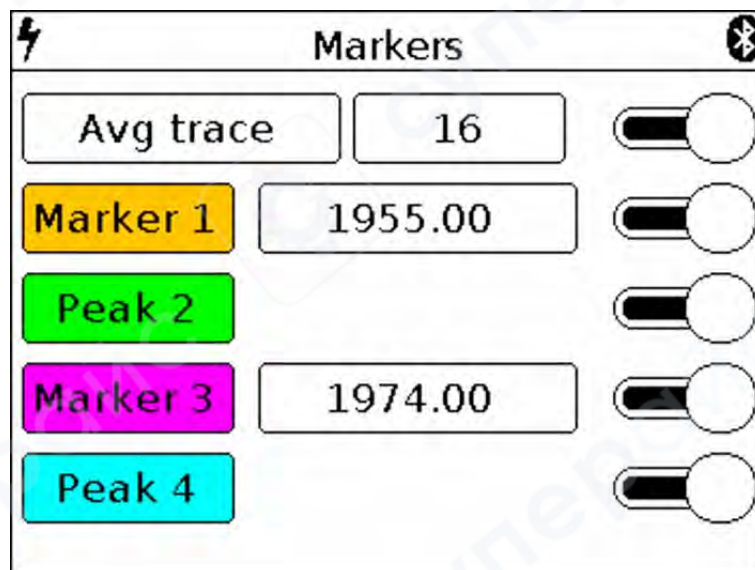 Markers
Avg trace 16
Marker 1 1955.00
Peak 2
Marker 3 1974.00
Peak 4